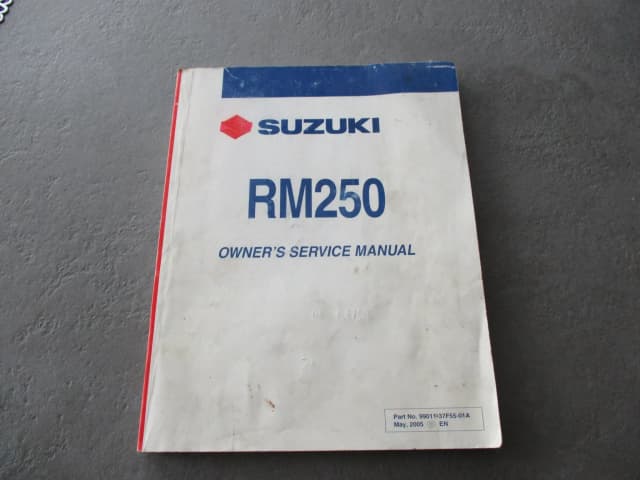 SUZUKI
RM250
OWNER'S SERVICE MANUAL
Part No. 99011-37F55-01A
May, 2005 EN